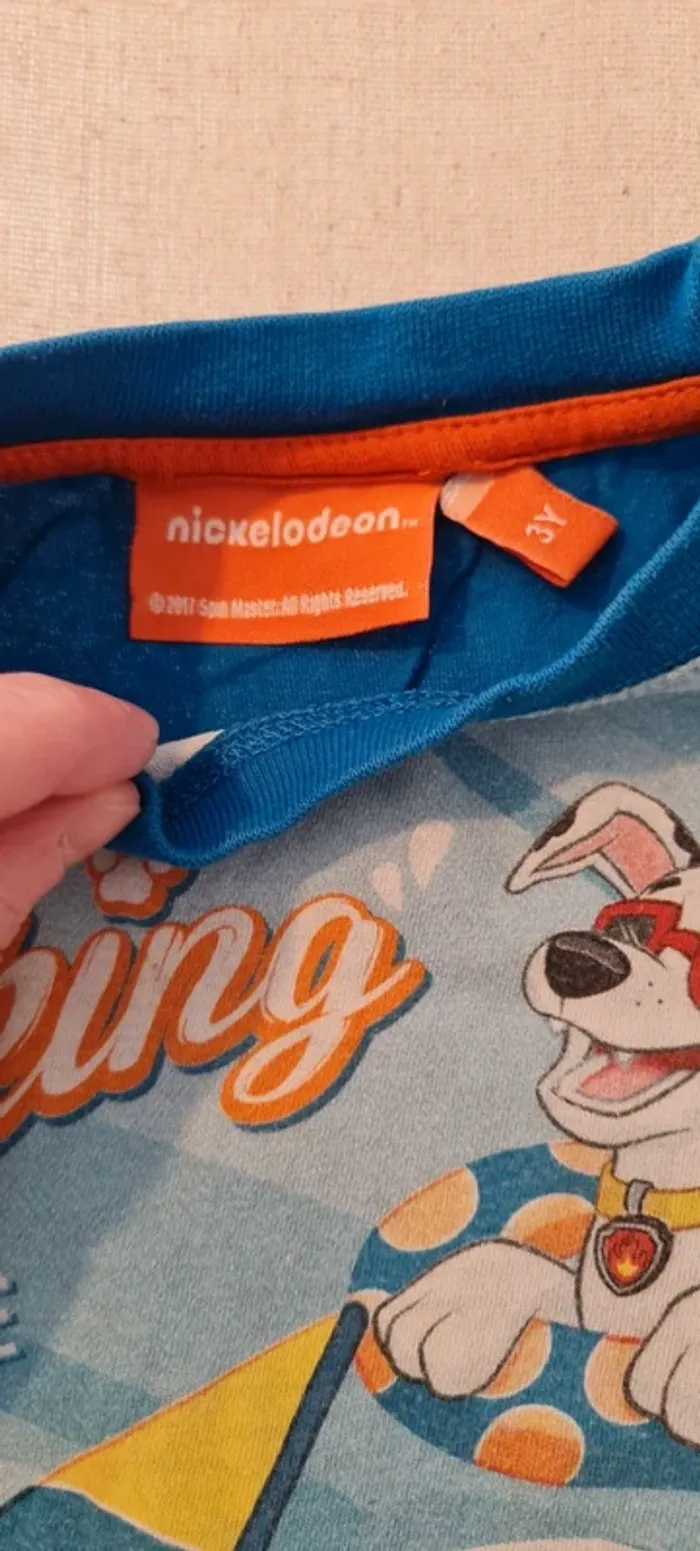 nickelodeon™
3Y
© 2017 Spin Master. All Rights Reserved.